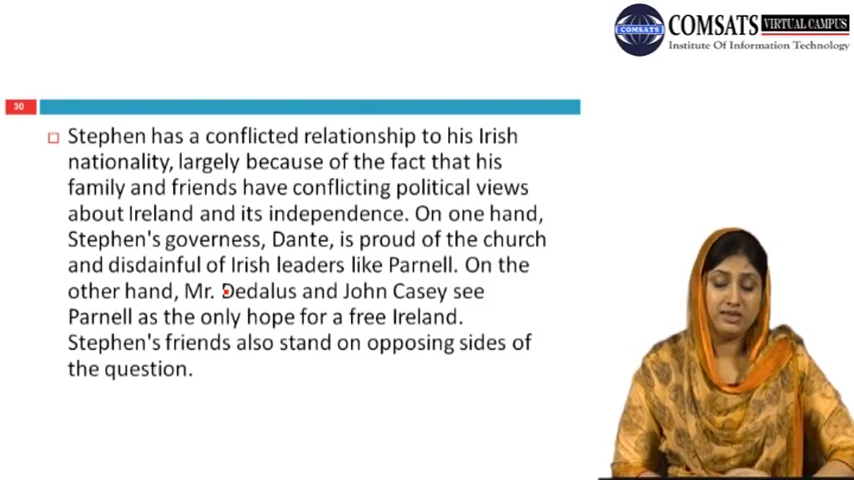 COMSATS VIRTUAL CAMPUS
Institute Of Information Technology
COMSATS
30
Stephen has a conflicted relationship to his Irish
nationality, largely because of the fact that his
family and friends have conflicting political views
about Ireland and its independence. On one hand,
Stephen's governess, Dante, is proud of the church
and disdainful of Irish leaders like Parnell. On the
other hand, Mr. Dedalus and John Casey see
Parnell as the only hope for a free Ireland.
Stephen's friends also stand on opposing sides of
the question.